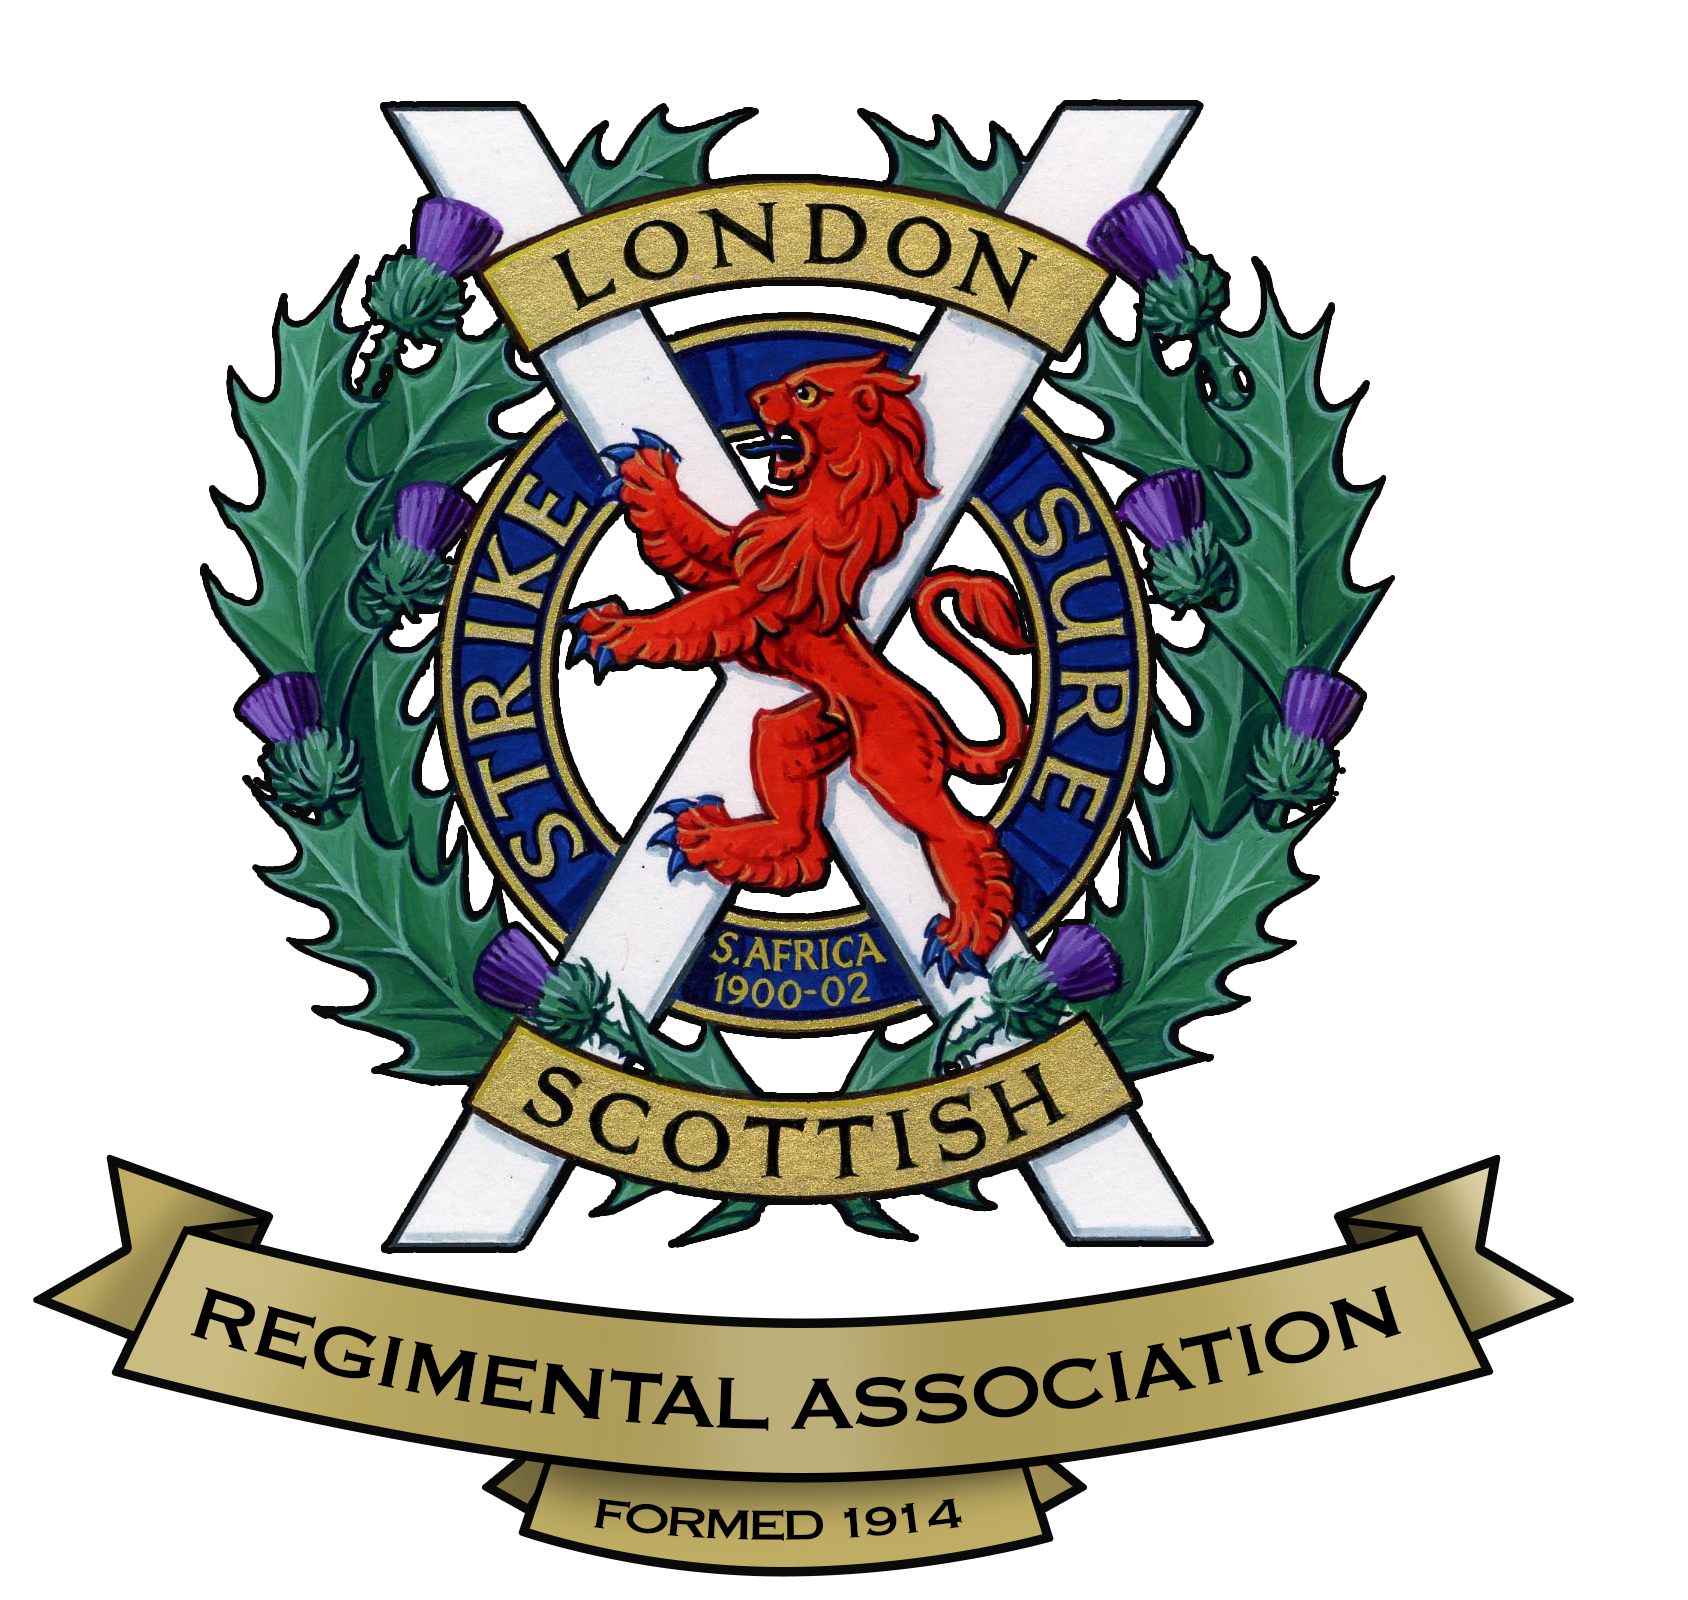 LONDON
STRIKE SURE
S.AFRICA
1900-02
SCOTTISH
REGIMENTAL ASSOCIATION
FORMED 1914